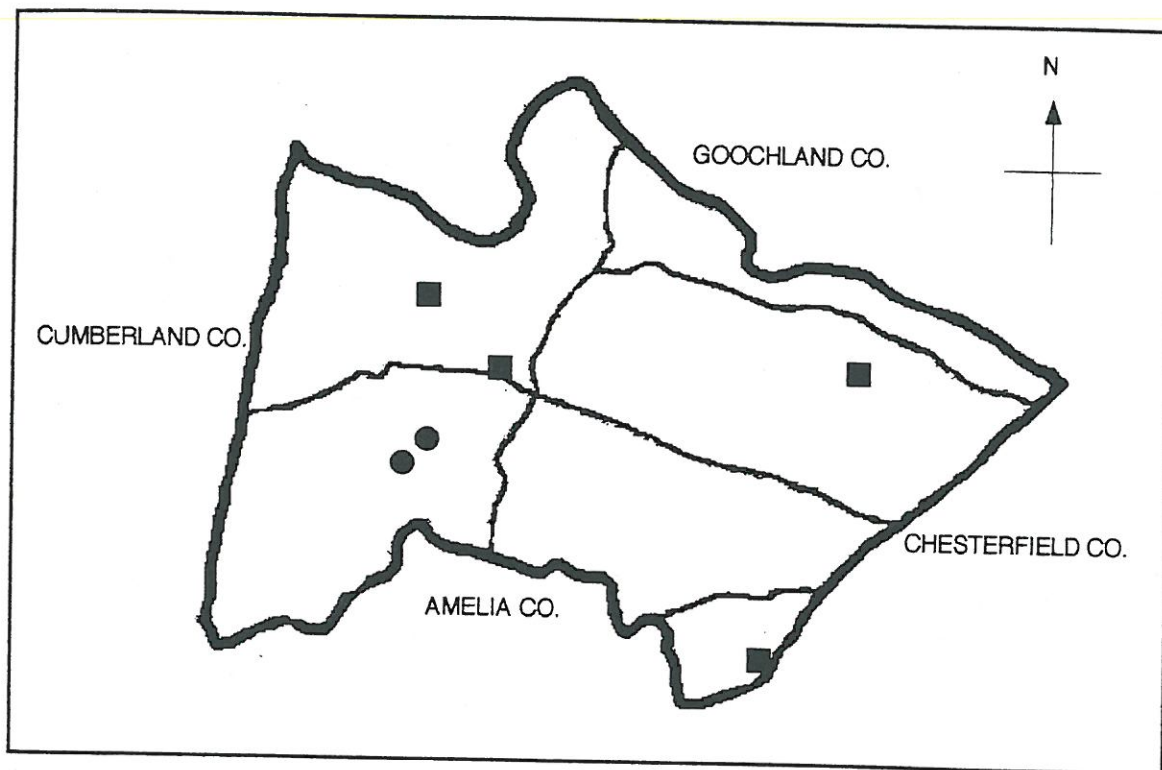 N
GOOCHLAND CO.
CUMBERLAND CO.
CHESTERFIELD CO.
AMELIA CO.